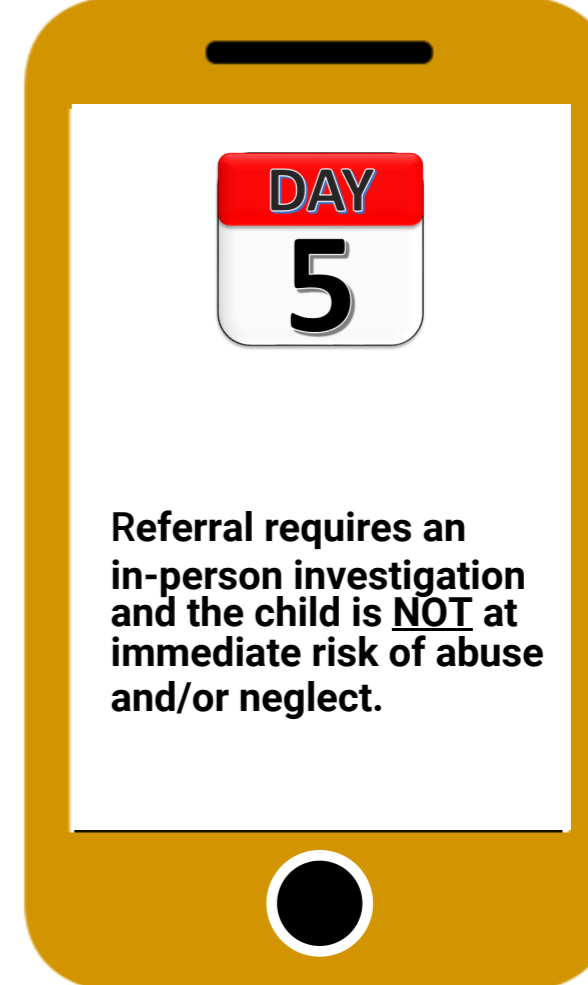 DAY
5
Referral requires an
in-person investigation
and the child is NOT at
immediate risk of abuse
and/or neglect.